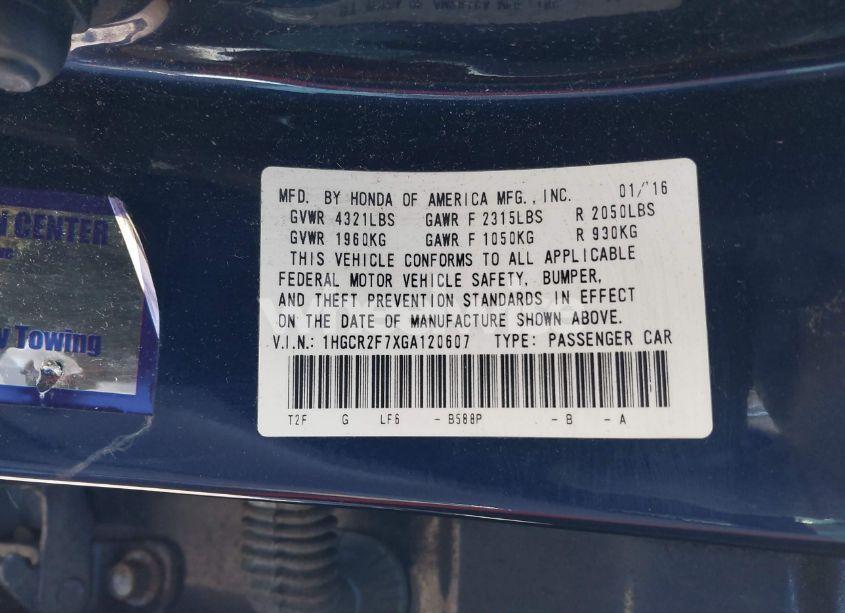 MFD. BY HONDA OF AMERICA MFG., INC. 01/'16
GVWR 4321LBS GAWR F 2315LBS R 2050LBS
GVWR 1960KG GAWR F 1050KG R 930KG
THIS VEHICLE CONFORMS TO ALL APPLICABLE
FEDERAL MOTOR VEHICLE SAFETY, BUMPER,
AND THEFT PREVENTION STANDARDS IN EFFECT
ON THE DATE OF MANUFACTURE SHOWN ABOVE.
V.I.N.: 1HGCR2F7XGA120607 TYPE: PASSENGER CAR
T2F G LF6 - B588P - B - A
CENTER
Towing